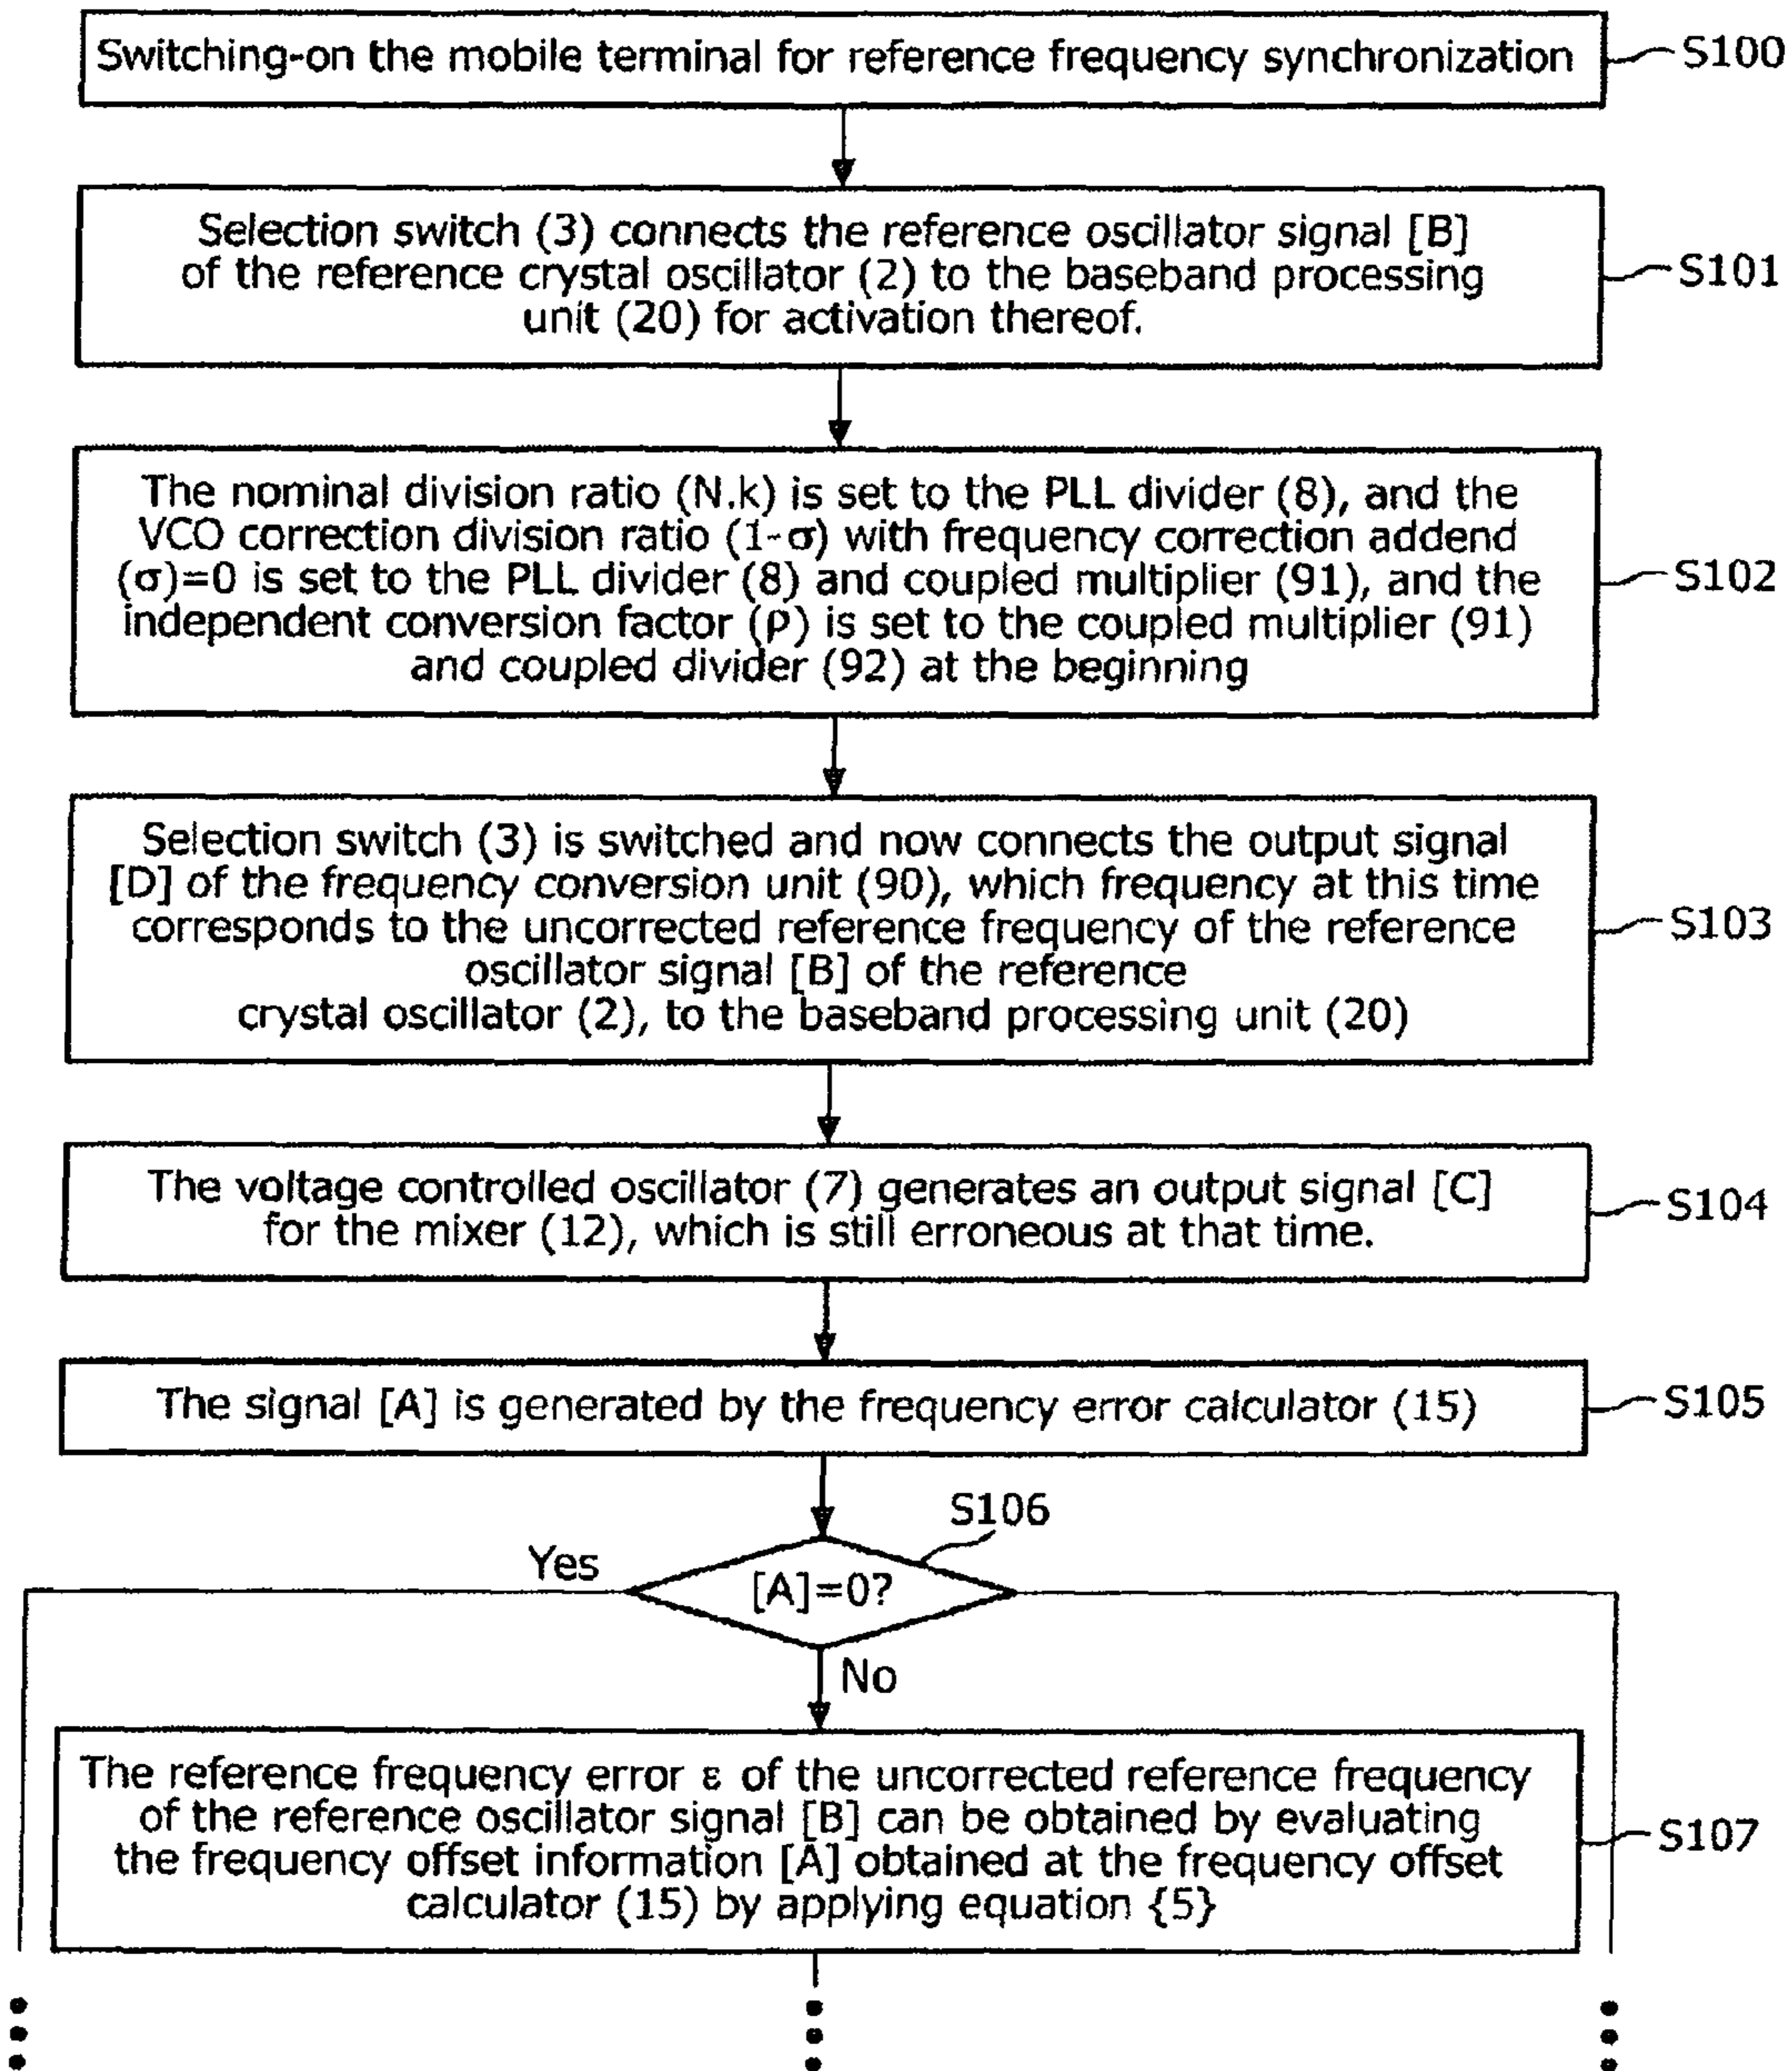 Switching-on the mobile terminal for reference frequency synchronization
S100
Selection switch (3) connects the reference oscillator signal [B]
of the reference crystal oscillator (2) to the baseband processing
unit (20) for activation thereof.
S101
The nominal division ratio (N.k) is set to the PLL divider (8), and the
VCO correction division ratio (1-σ) with frequency correction addend
(σ)=0 is set to the PLL divider (8) and coupled multiplier (91), and the
independent conversion factor (ρ) is set to the coupled multiplier (91)
and coupled divider (92) at the beginning
S102
Selection switch (3) is switched and now connects the output signal
[D] of the frequency conversion unit (90), which frequency at this time
corresponds to the uncorrected reference frequency of the reference
oscillator signal [B] of the reference
crystal oscillator (2), to the baseband processing unit (20)
S103
The voltage controlled oscillator (7) generates an output signal [C]
for the mixer (12), which is still erroneous at that time.
S104
The signal [A] is generated by the frequency error calculator (15)
S105
S106
Yes
[A]=0?
No
The reference frequency error ε of the uncorrected reference frequency
of the reference oscillator signal [B] can be obtained by evaluating
the frequency offset information [A] obtained at the frequency offset
calculator (15) by applying equation {5}
S107